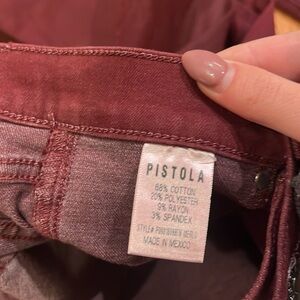 PISTOLA
68% COTTON
20% POLYESTER
9% RAYON
3% SPANDEX
STYLE#
MADE IN MEXICO